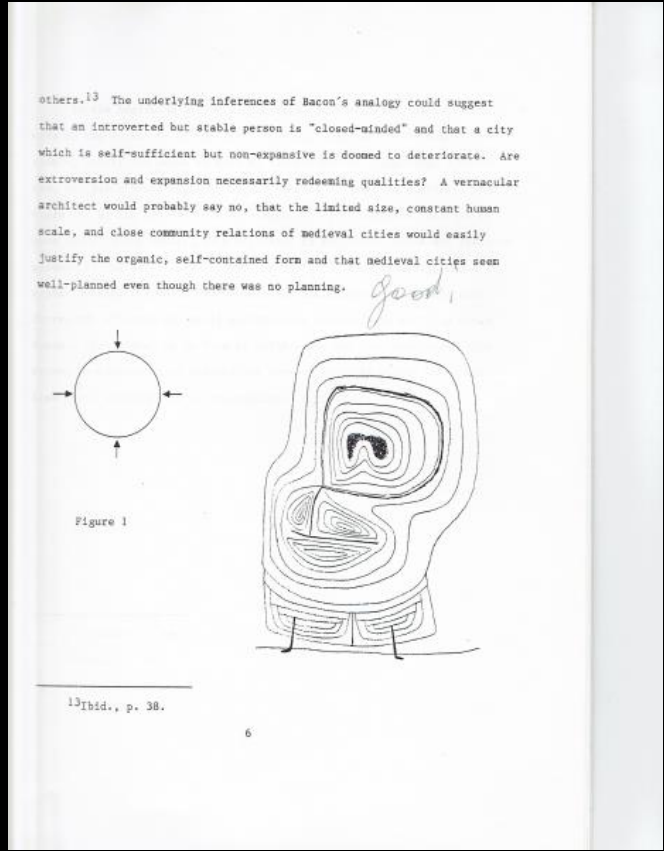 others.13 The underlying inferences of Bacon's analogy could suggest
that an introverted but stable person is "closed-minded" and that a city
which is self-sufficient but non-expansive is doomed to deteriorate. Are
extroversion and expansion necessarily redeeming qualities? A vernacular
architect would probably say no, that the limited size, constant human
scale, and close community relations of medieval cities would easily
justify the organic, self-contained form and that medieval cities seem
well-planned even though there was no planning.
good!
Figure 1
13Ibid., p. 38.
6